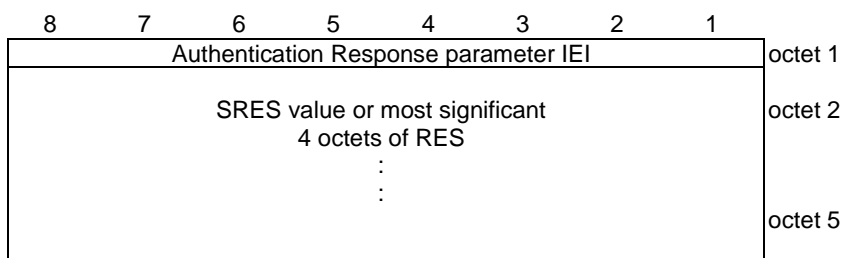 8 7 6 5 4 3 2 1
Authentication Response parameter IEI octet 1
SRES value or most significant octet 2
4 octets of RES
:
:
octet 5